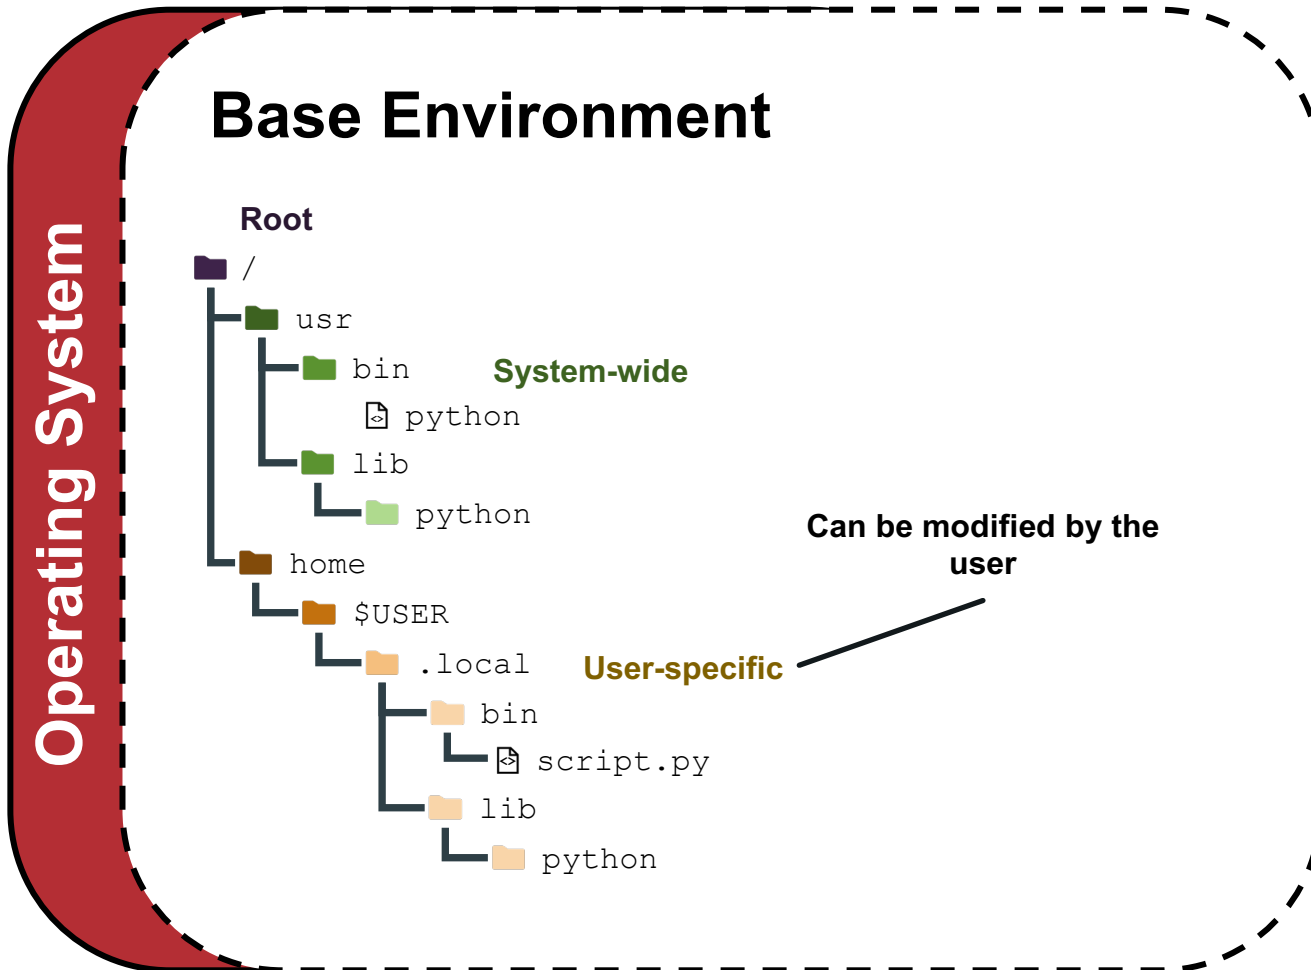 Operating System
Base Environment
Root
/
usr
bin
System-wide
python
lib
python
Can be modified by the
user
home
$USER
.local
User-specific
bin
script.py
lib
python